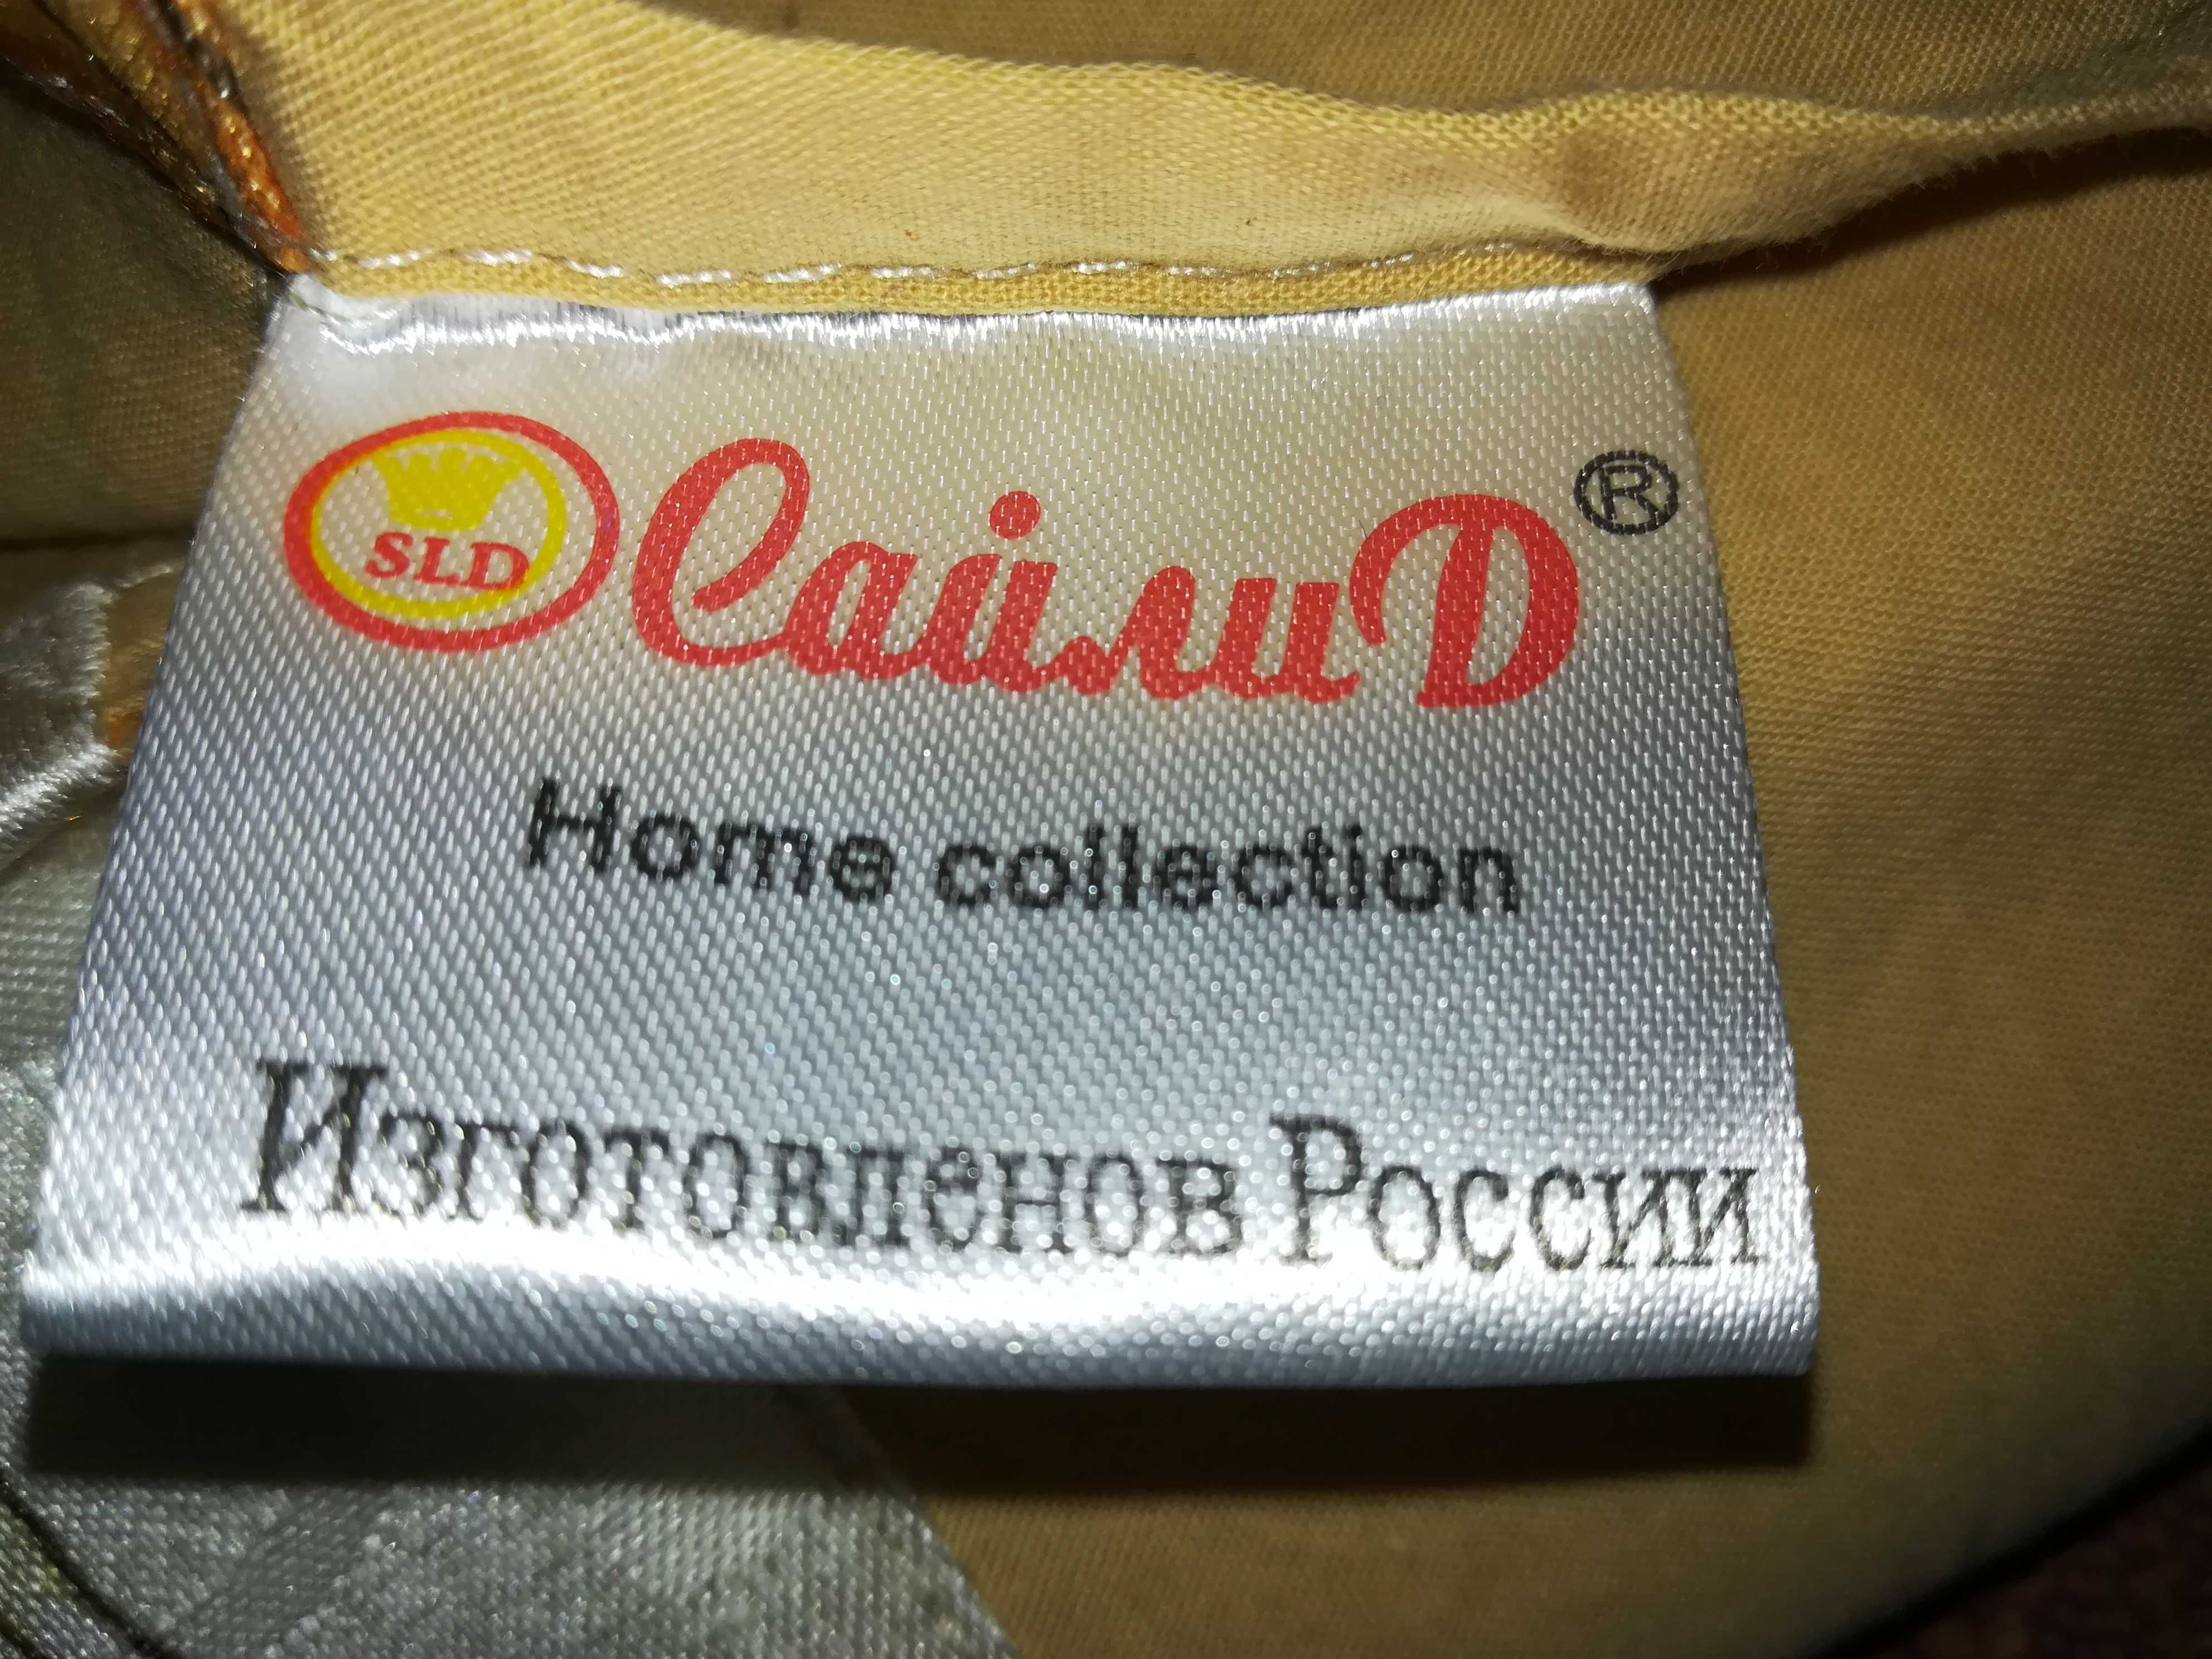 SLD СайлиД ®
Home collection
Изготовленов России